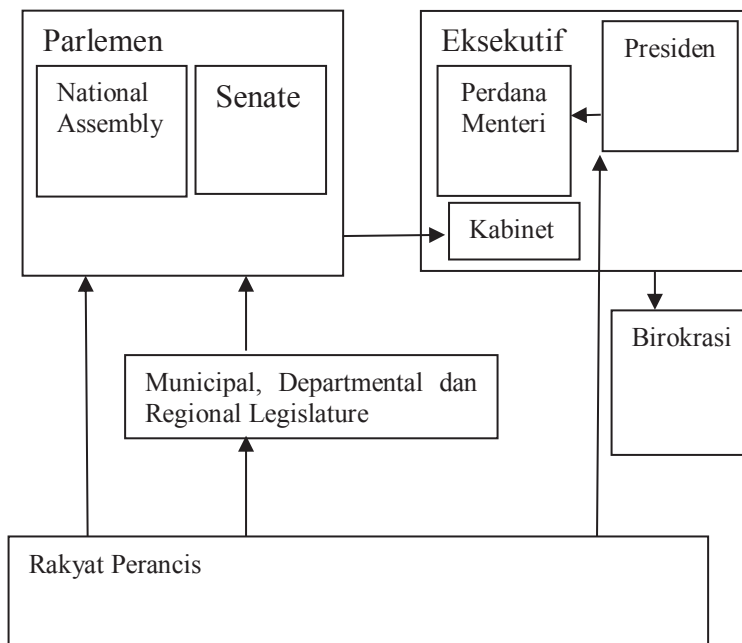 Parlemen
National
Assembly
Senate
Eksekutif
Perdana
Menteri
Presiden
Kabinet
Birokrasi
Municipal, Departmental dan
Regional Legislature
Rakyat Perancis